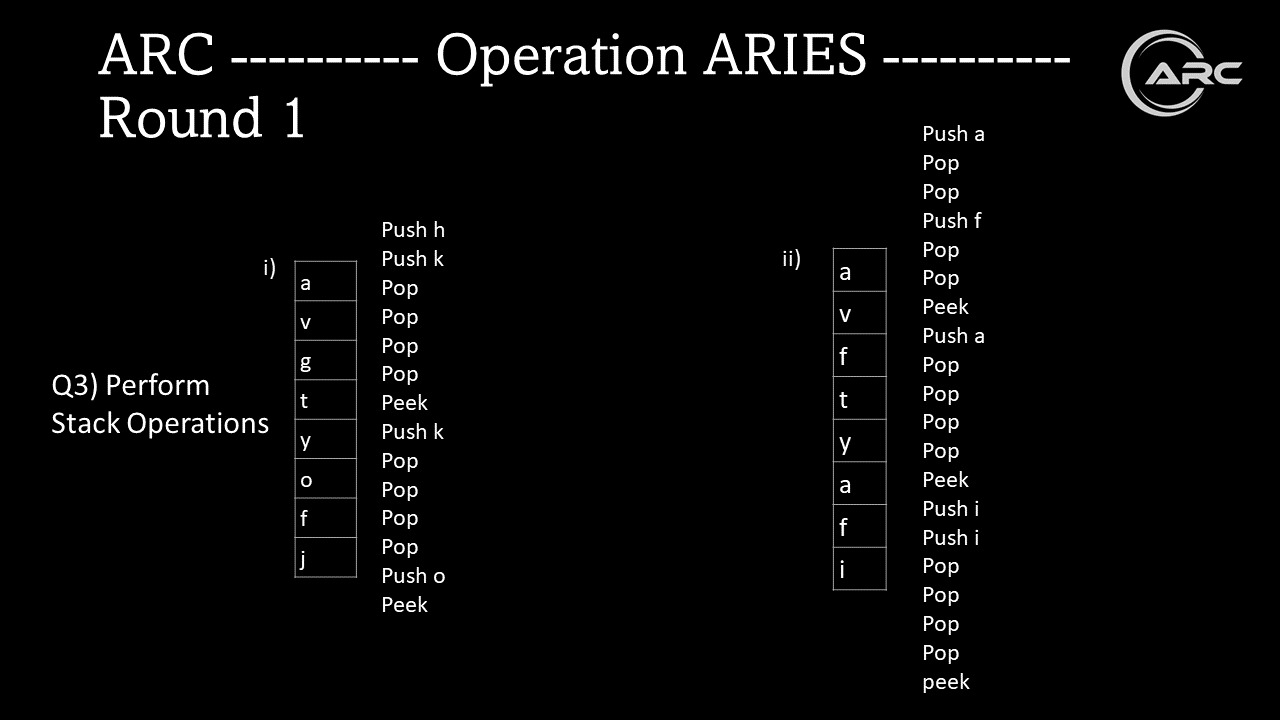 ARC ---------- Operation ARIES ----------
Round 1
ARC
Q3) Perform
Stack Operations
i)
a
v
g
t
y
o
f
j
Push h
Push k
Pop
Pop
Pop
Pop
Peek
Push k
Pop
Pop
Pop
Pop
Push o
Peek
ii)
a
v
f
t
y
a
f
i
Push a
Pop
Pop
Push f
Pop
Pop
Peek
Push a
Pop
Pop
Pop
Pop
Peek
Push i
Push i
Pop
Pop
Pop
Pop
peek